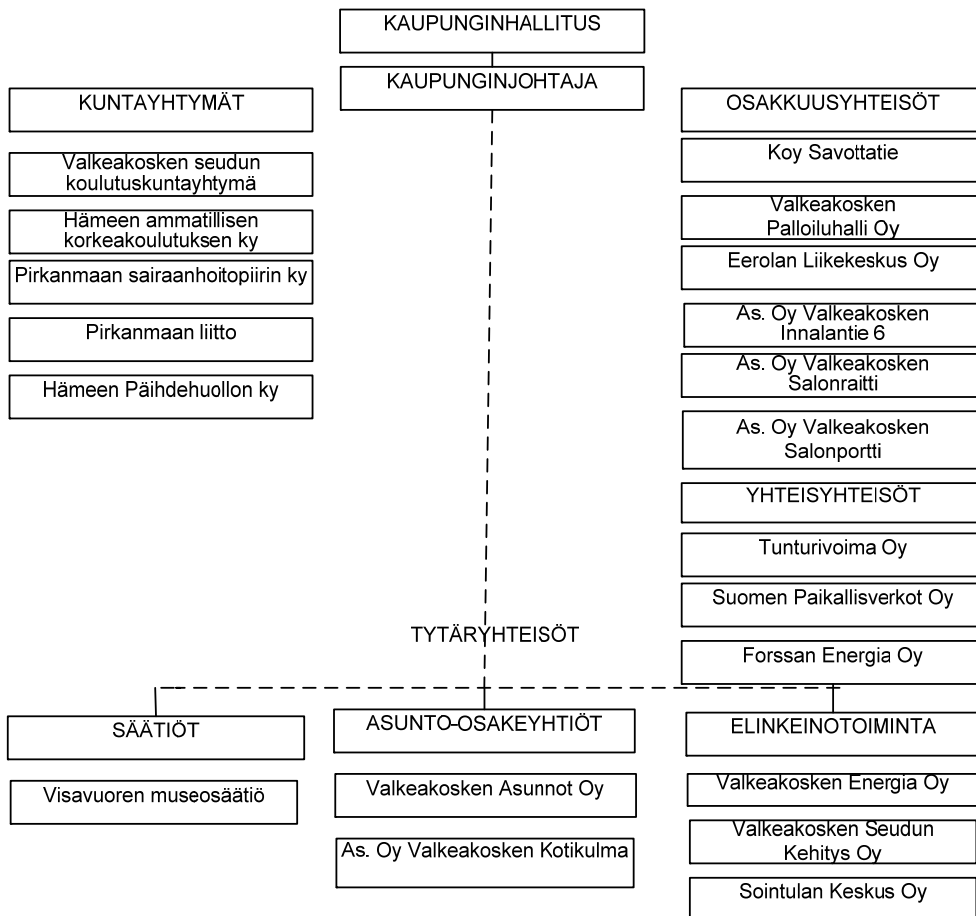 KAUPUNGINHALLITUS
KAUPUNGINJOHTAJA
KUNTAYHTYMÄT
Valkeakosken seudun
koulutuskuntayhtymä
Hämeen ammatillisen
korkeakoulutuksen ky
Pirkanmaan sairaanhoitopiirin ky
Pirkanmaan liitto
Hämeen Päihdehuollon ky
OSAKKUUSYHTEISÖT
Koy Savottatie
Valkeakosken
Palloiluhalli Oy
Eerolan Liikekeskus Oy
As. Oy Valkeakosken
Innalantie 6
As. Oy Valkeakosken
Salonraitti
As. Oy Valkeakosken
Salonportti
YHTEISYHTEISÖT
Tunturivoima Oy
Suomen Paikallisverkot Oy
Forssan Energia Oy
TYTÄRYHTEISÖT
SÄÄTIÖT
Visavuoren museosäätiö
ASUNTO-OSAKEYHTIÖT
Valkeakosken Asunnot Oy
As. Oy Valkeakosken Kotikulma
ELINKEINOTOIMINTA
Valkeakosken Energia Oy
Valkeakosken Seudun
Kehitys Oy
Sointulan Keskus Oy